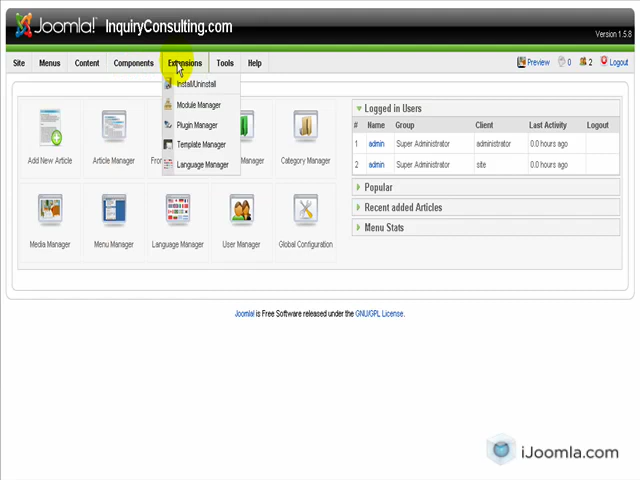 Joomla! InquiryConsulting.com
Version 1.5.8
Site Menus Content Components Extensions Tools Help Preview 0 2 Logout
Install/Uninstall
Module Manager
Plugin Manager
Template Manager
Language Manager
Add New Article Article Manager Manager Category Manager
Media Manager Menu Manager Language Manager User Manager Global Configuration
Logged in Users
# Name Group Client Last Activity Logout
1 admin Super Administrator administrator 0.0 hours ago
2 admin Super Administrator site 0.0 hours ago
Popular
Recent added Articles
Menu Stats
Joomla! is Free Software released under the GNU/GPL License.
iJoomla.com